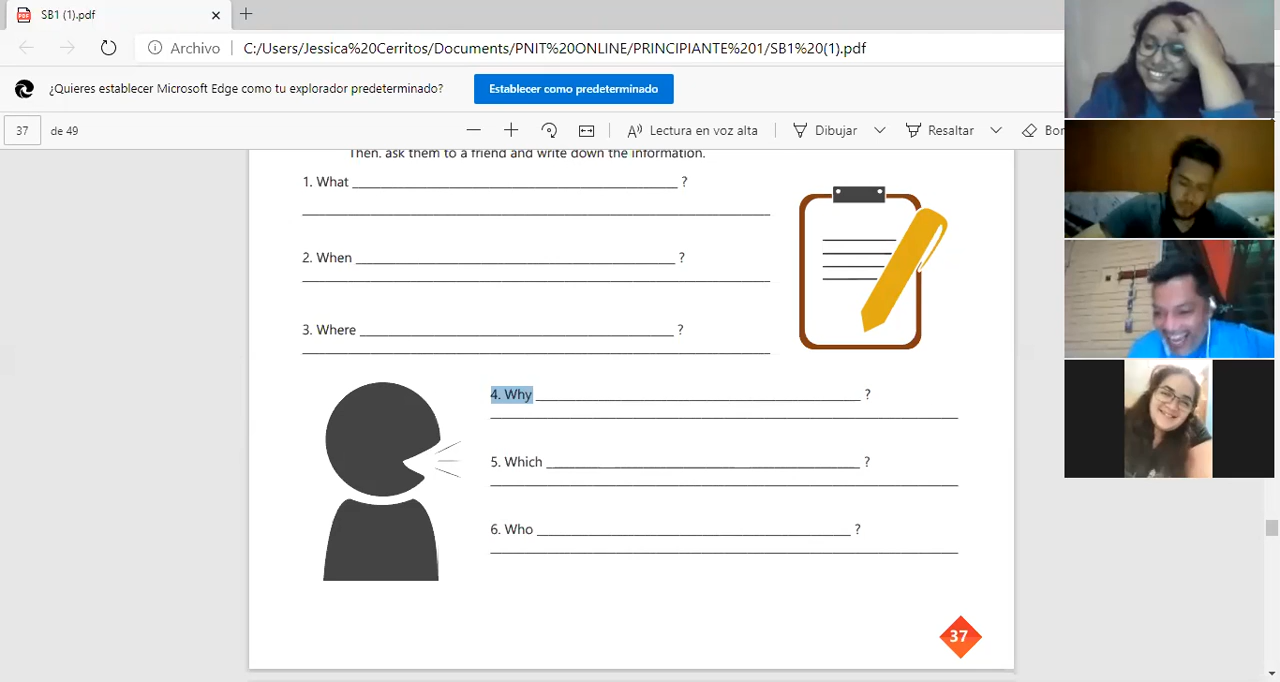 SB1 (1).pdf
Archivo C:/Users/Jessica%20Cerritos/Documents/PNIT%20ONLINE/PRINCIPIANTE%201/SB1%20(1).pdf
¿Quieres establecer Microsoft Edge como tu explorador predeterminado? Establecer como predeterminado
37 de 49 Lectura en voz alta Dibujar Resaltar Bor
Then, ask them to a friend and write down the information.
1. What ?
2. When ?
3. Where ?
4. Why ?
5. Which ?
6. Who ?
37